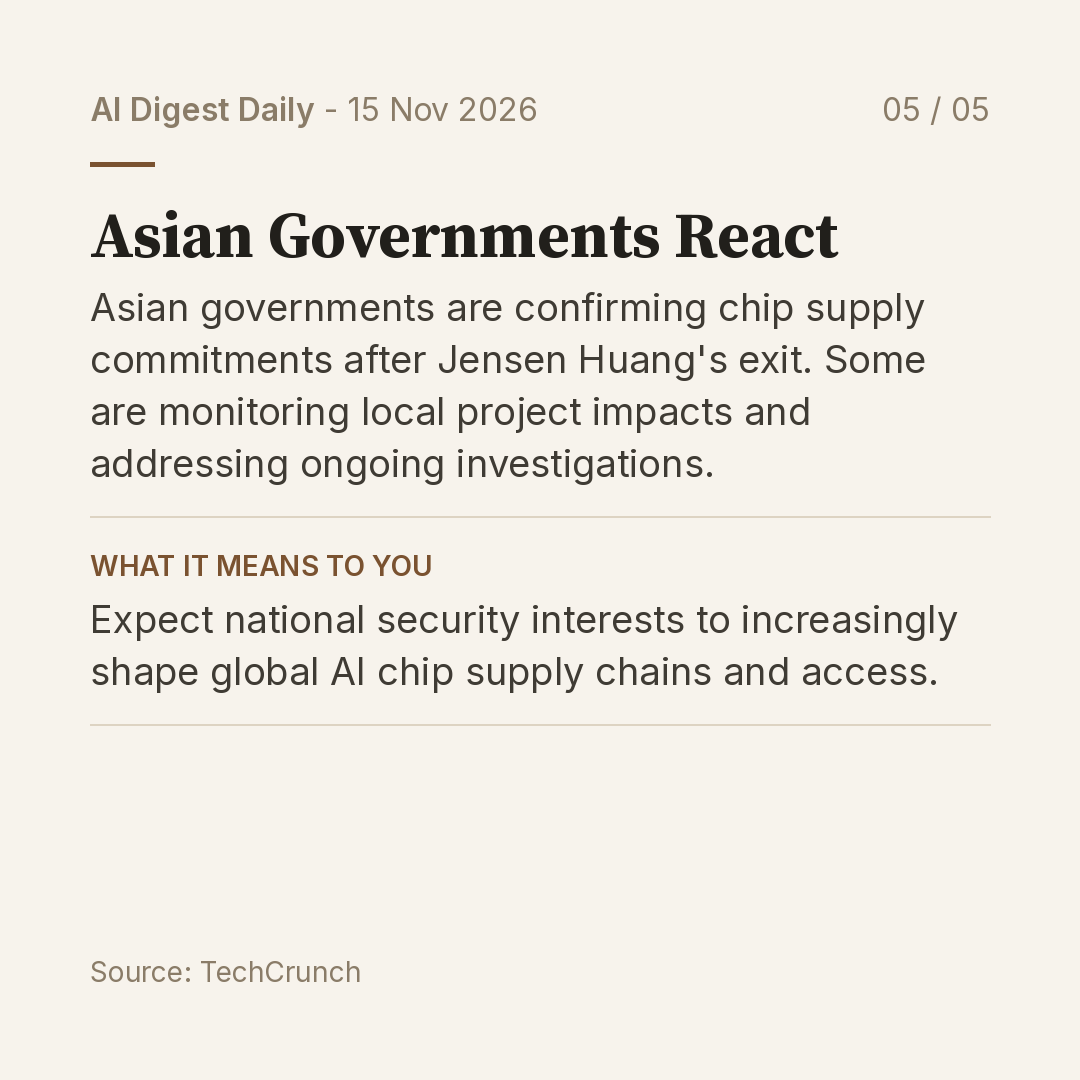 AI Digest Daily - 15 Nov 2026
05 / 05
Asian Governments React
Asian governments are confirming chip supply
commitments after Jensen Huang's exit. Some
are monitoring local project impacts and
addressing ongoing investigations.
WHAT IT MEANS TO YOU
Expect national security interests to increasingly
shape global AI chip supply chains and access.
Source: TechCrunch